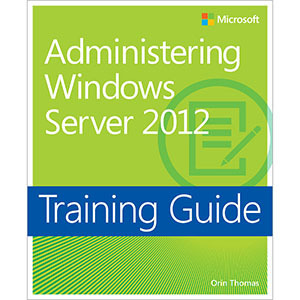 Microsoft
Administering
Windows
Server 2012
Training Guide
Orin Thomas